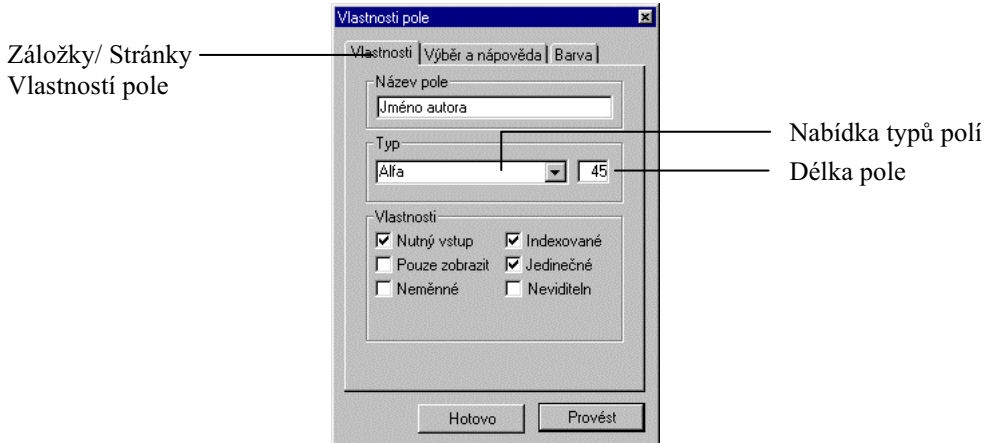 Vlastnosti pole
Záložky/ Stránky
Vlastností pole
Vlastnosti Výběr a nápověda Barva
Název pole
Jméno autora
Nabídka typů polí
Typ
Alfa 45
Délka pole
Vlastnosti
Nutný vstup Indexované
Pouze zobrazit Jedinečné
Neměnné Neviditeln
Hotovo Provést